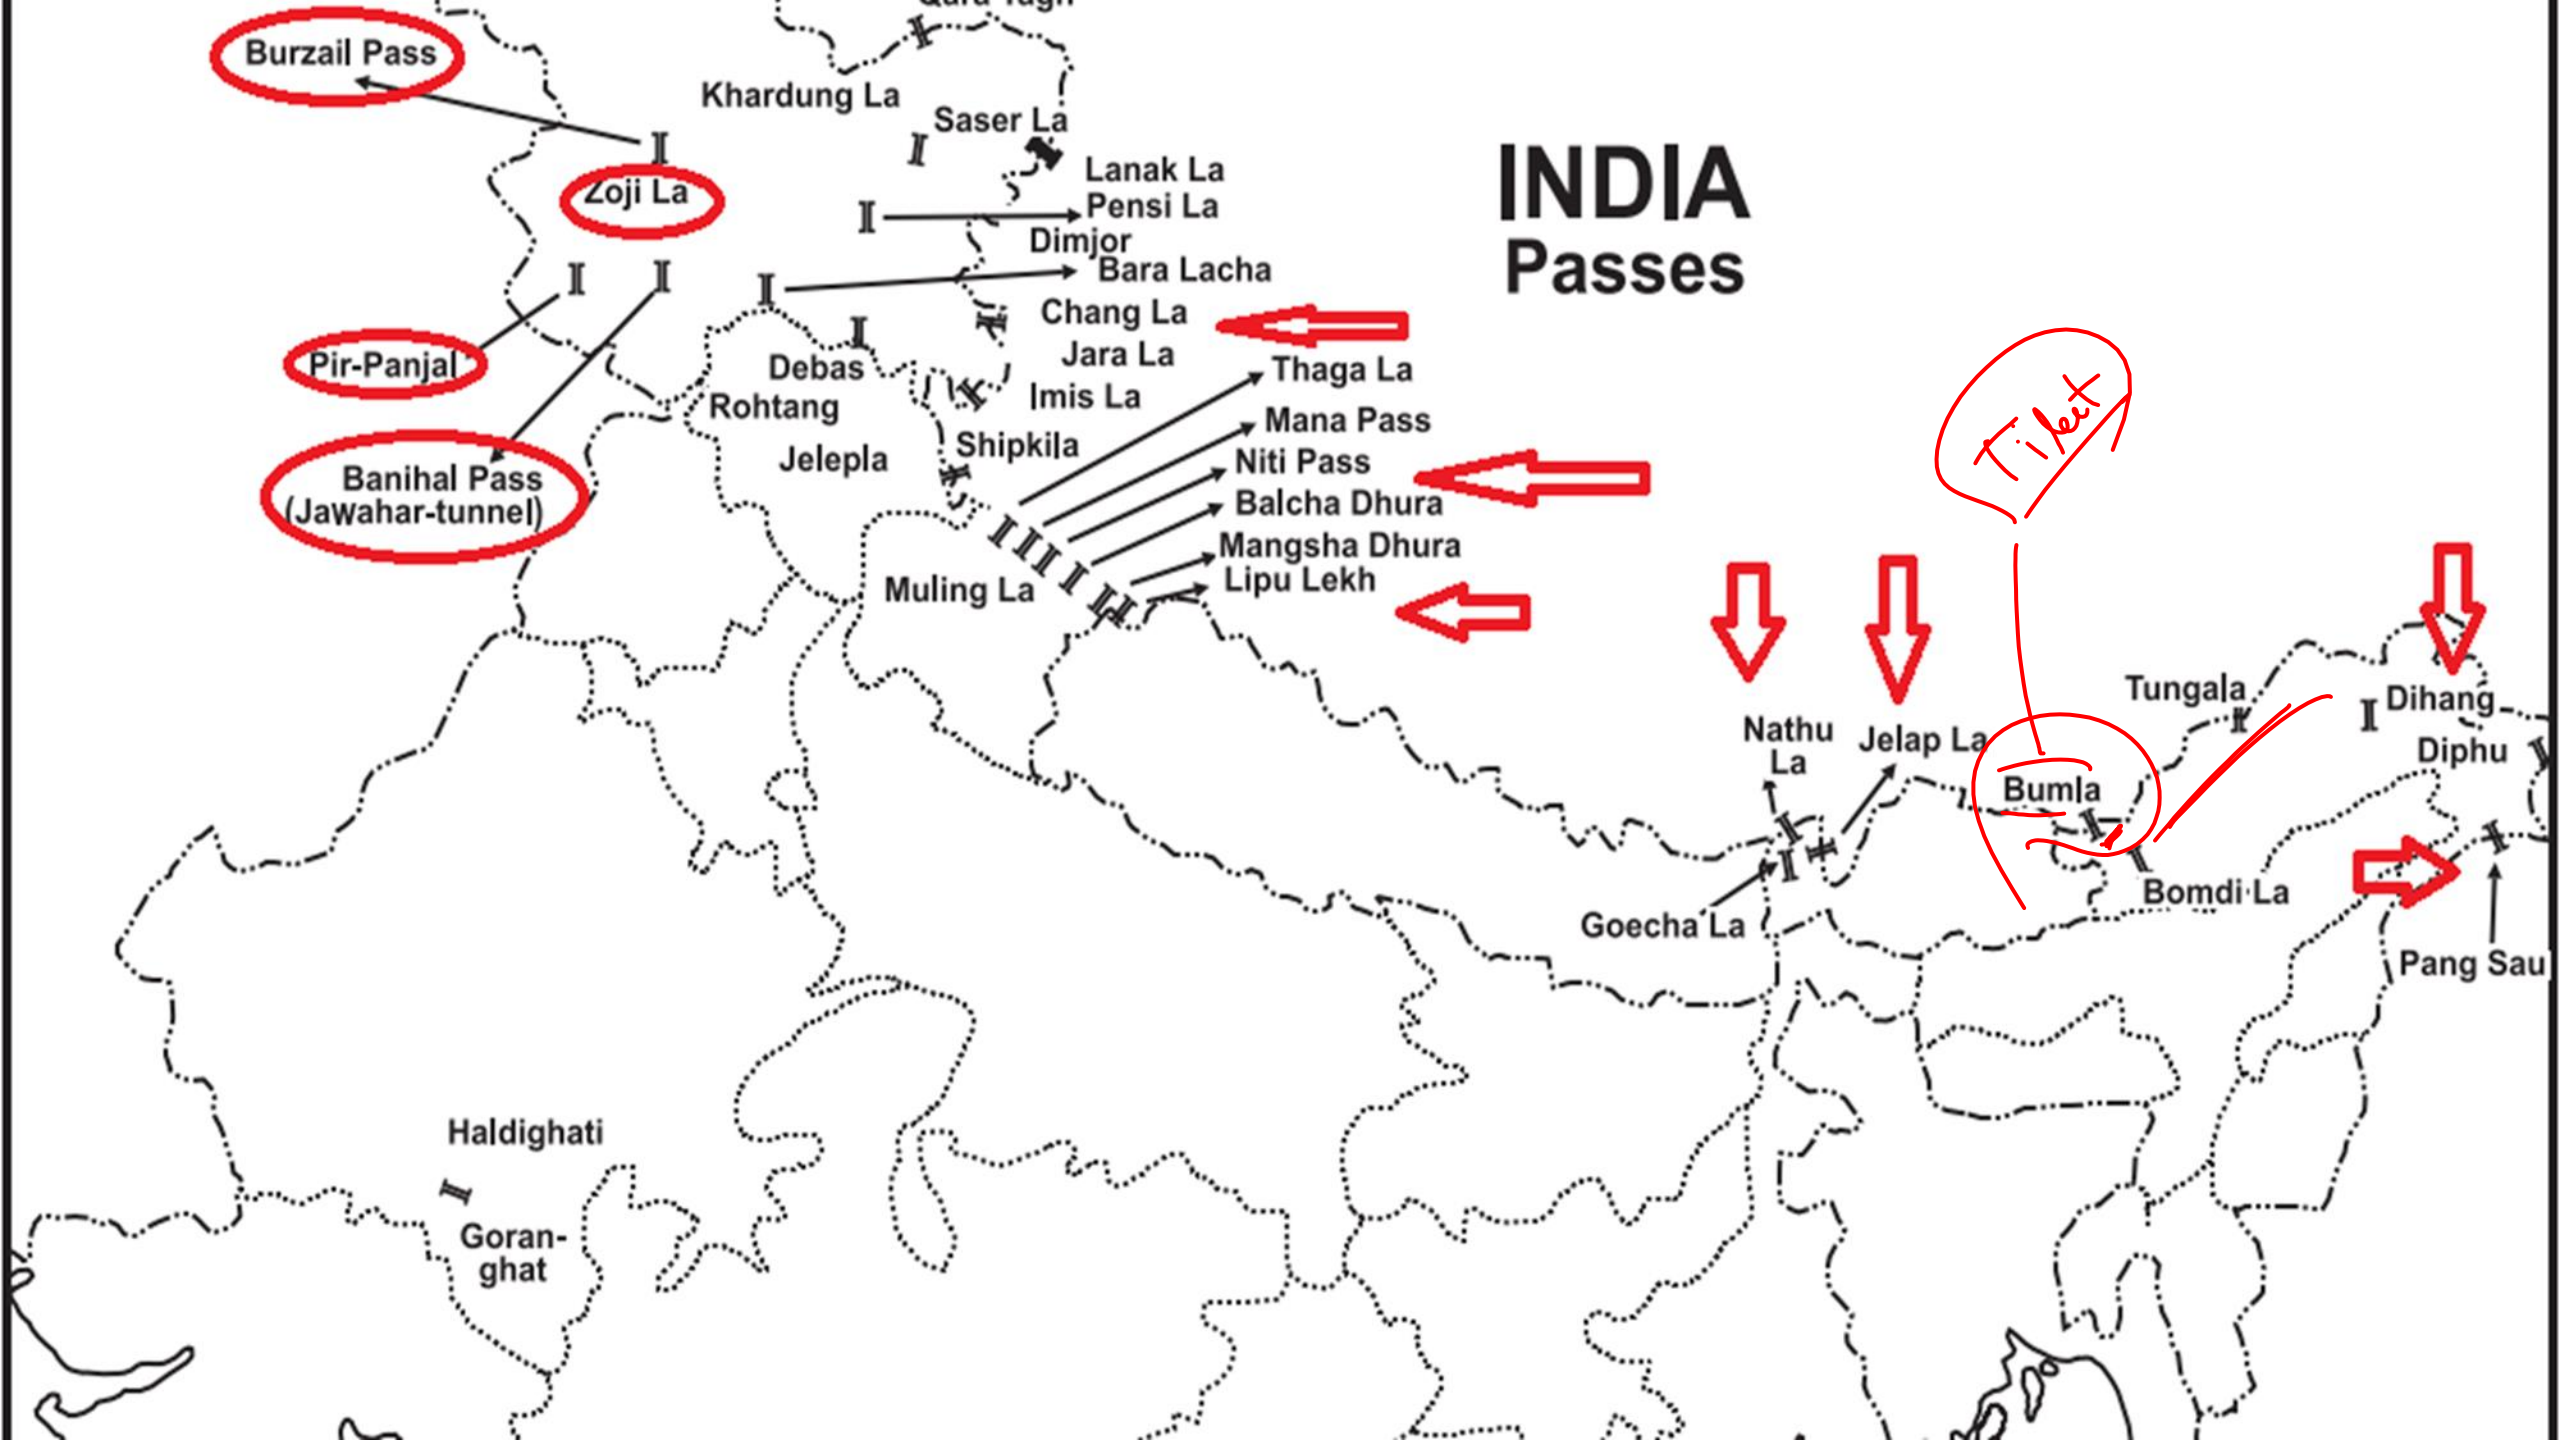 Burzail Pass
Khardung La
Saser La
Zoji La
Lanak La
Pensi La
Dimjor
Bara Lacha
Chang La
Jara La
Imis La
Pir-Panjal
Debas
Rohtang
Jelepla
Shipkila
Banihal Pass
(Jawahar-tunnel)
Thaga La
Mana Pass
Niti Pass
Balcha Dhura
Mangsha Dhura
Lipu Lekh
Muling La
INDIA
Passes
Tibet
Nathu
La
Jelap La
Goecha La
Bumla
Tungala
Bomdi La
Dihang
Diphu
Pang Sau
Haldighati
Goran-
ghat